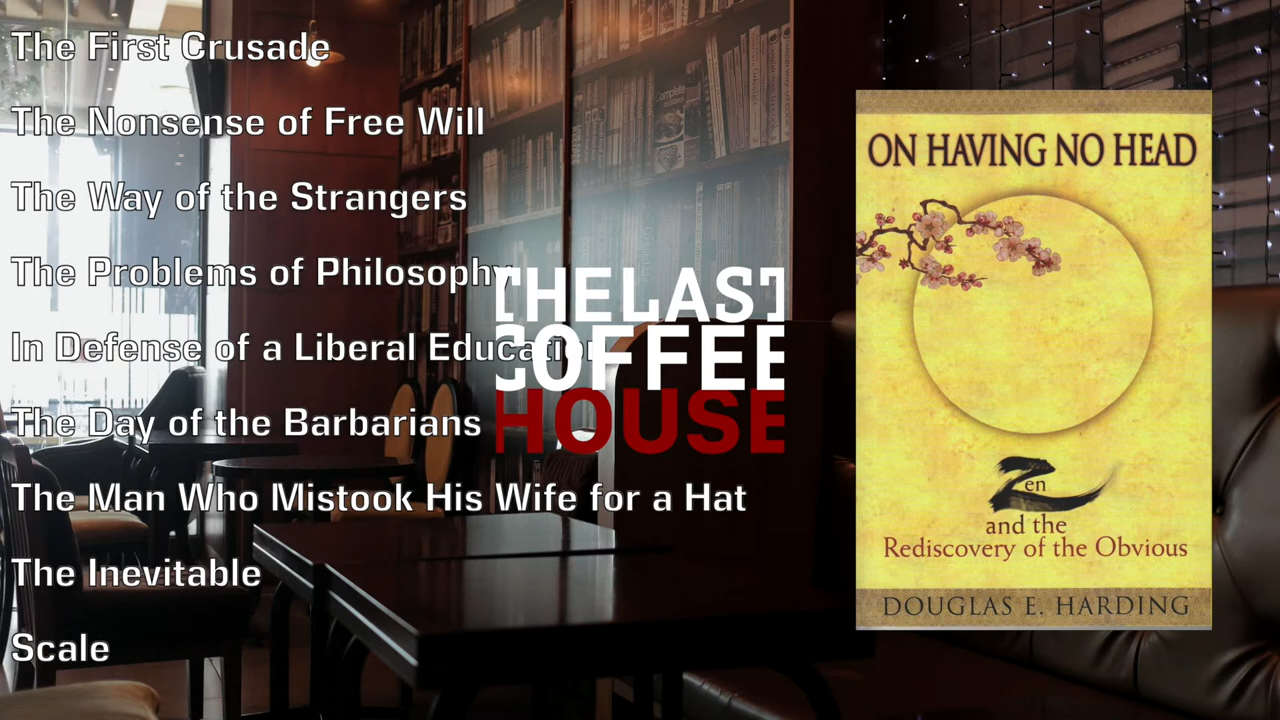 The First Crusade
The Nonsense of Free Will
The Way of the Strangers
The Problems of Philosophy
In Defense of a Liberal Education
The Day of the Barbarians
The Man Who Mistook His Wife for a Hat
The Inevitable
Scale
THE LAST
COFFEE
HOUSE
ON HAVING NO HEAD
Zen
and the
Rediscovery of the Obvious
DOUGLAS E. HARDING